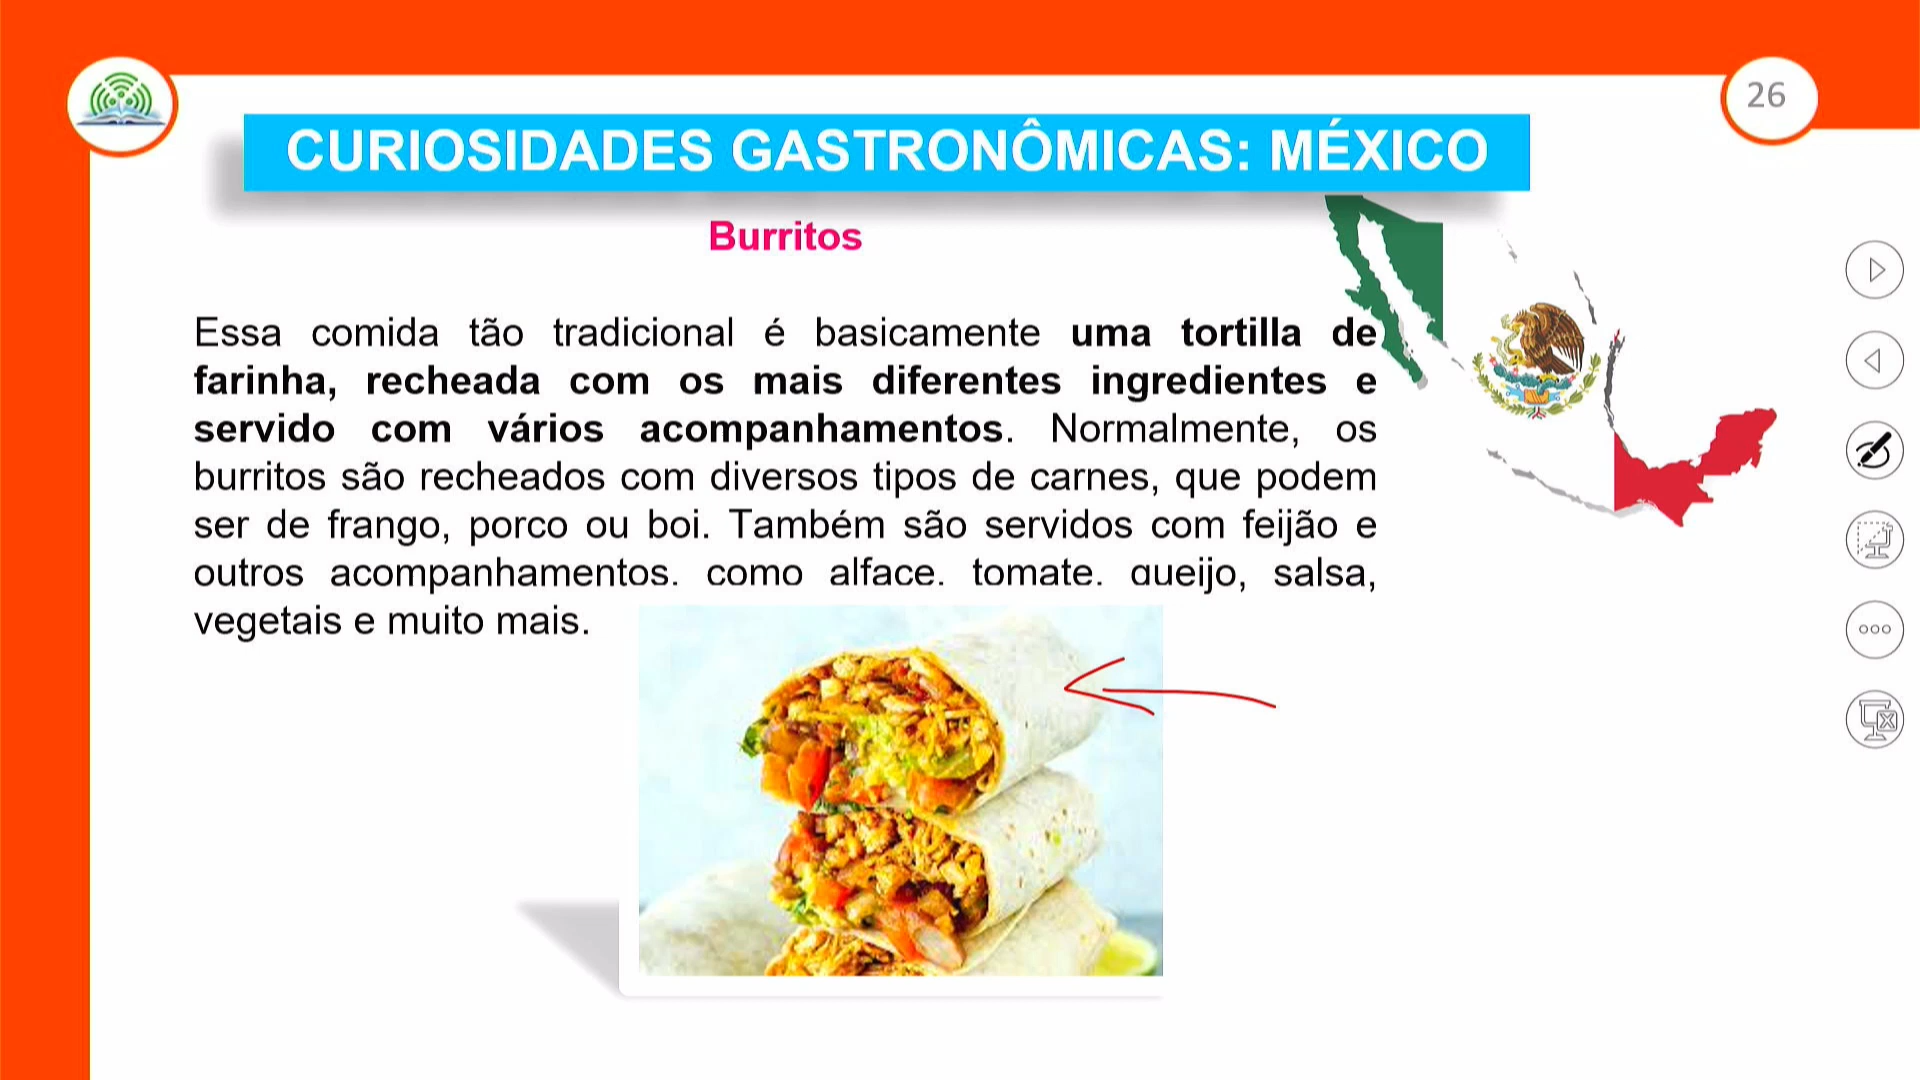 26
CURIOSIDADES GASTRONÔMICAS: MÉXICO
Burritos
Essa comida tão tradicional é basicamente uma tortilla de
farinha, recheada com os mais diferentes ingredientes e
servido com vários acompanhamentos. Normalmente, os
burritos são recheados com diversos tipos de carnes, que podem
ser de frango, porco ou boi. Também são servidos com feijão e
outros acompanhamentos, como alface, tomate, queijo, salsa,
vegetais e muito mais.